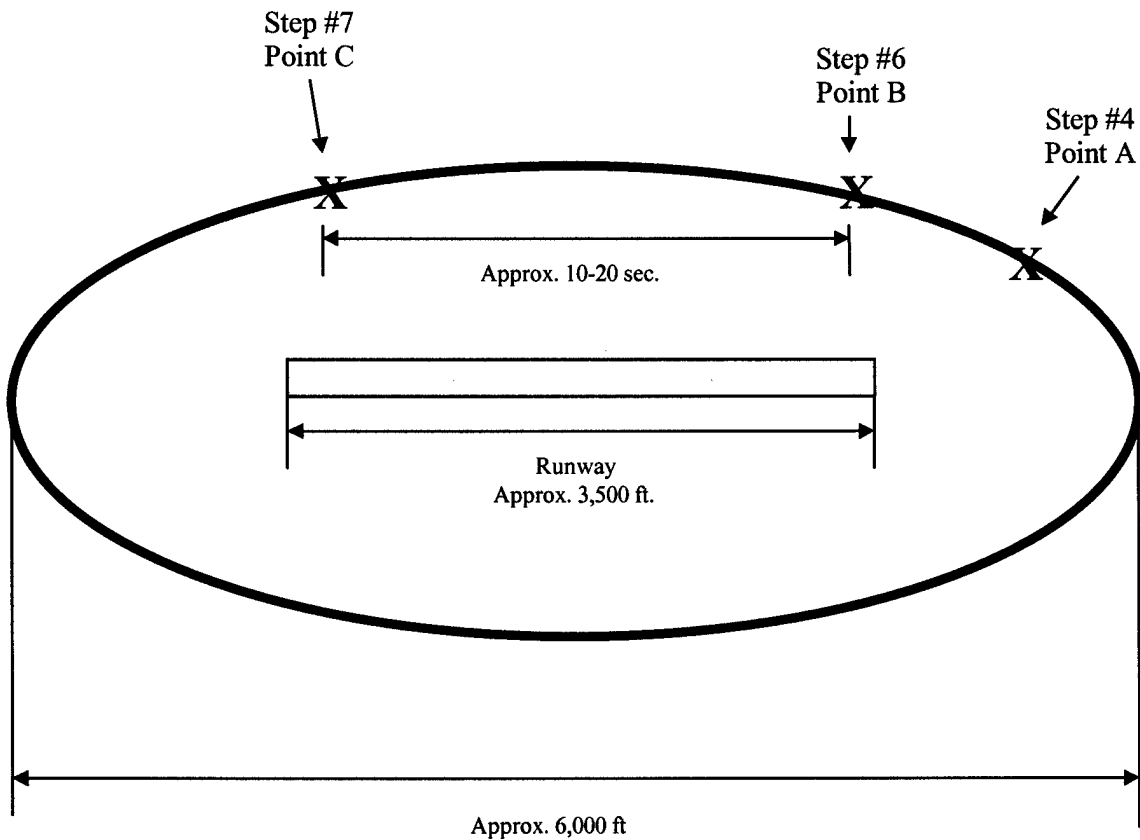 Step #7
Point C
Step #6
Point B
Step #4
Point A
X
X
X
Approx. 10-20 sec.
Runway
Approx. 3,500 ft.
Approx. 6,000 ft